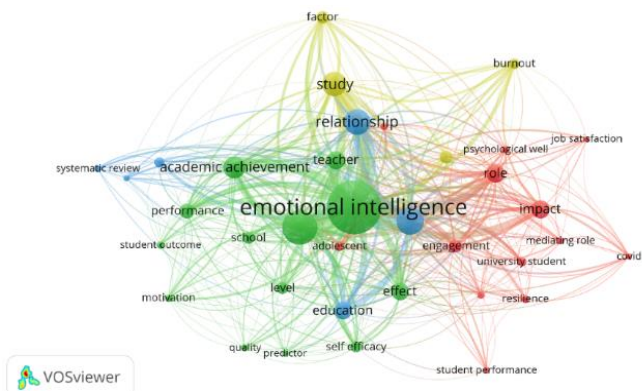 factor
burnout
study
relationship
job satisfaction
psychological well
teacher
systematic review
academic achievement
role
emotional intelligence
performance
impact
school
adolescent
engagement
mediating role
student outcome
university student
covid
level
effect
motivation
resilience
education
quality
predictor
self efficacy
student performance
VOSviewer